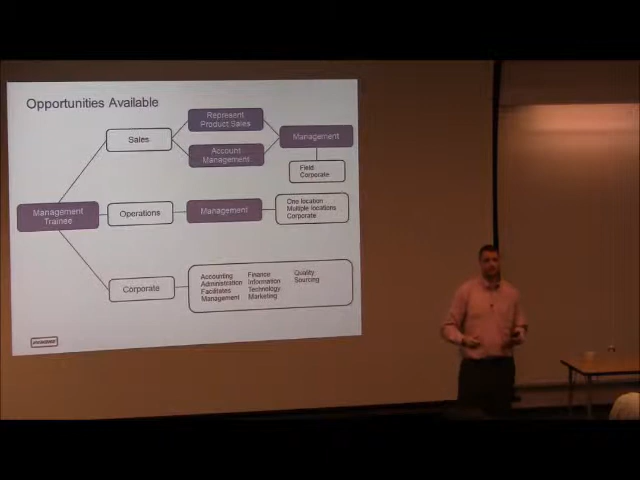 Opportunities Available
Represent
Product Sales
Sales
Management
Account
Management
Field
Corporate
Management
Trainee
Operations
Management
One location
Multiple locations
Corporate
Corporate
Accounting
Administration
Facilitates
Management
Finance
Information
Technology
Marketing
Quality
Sourcing